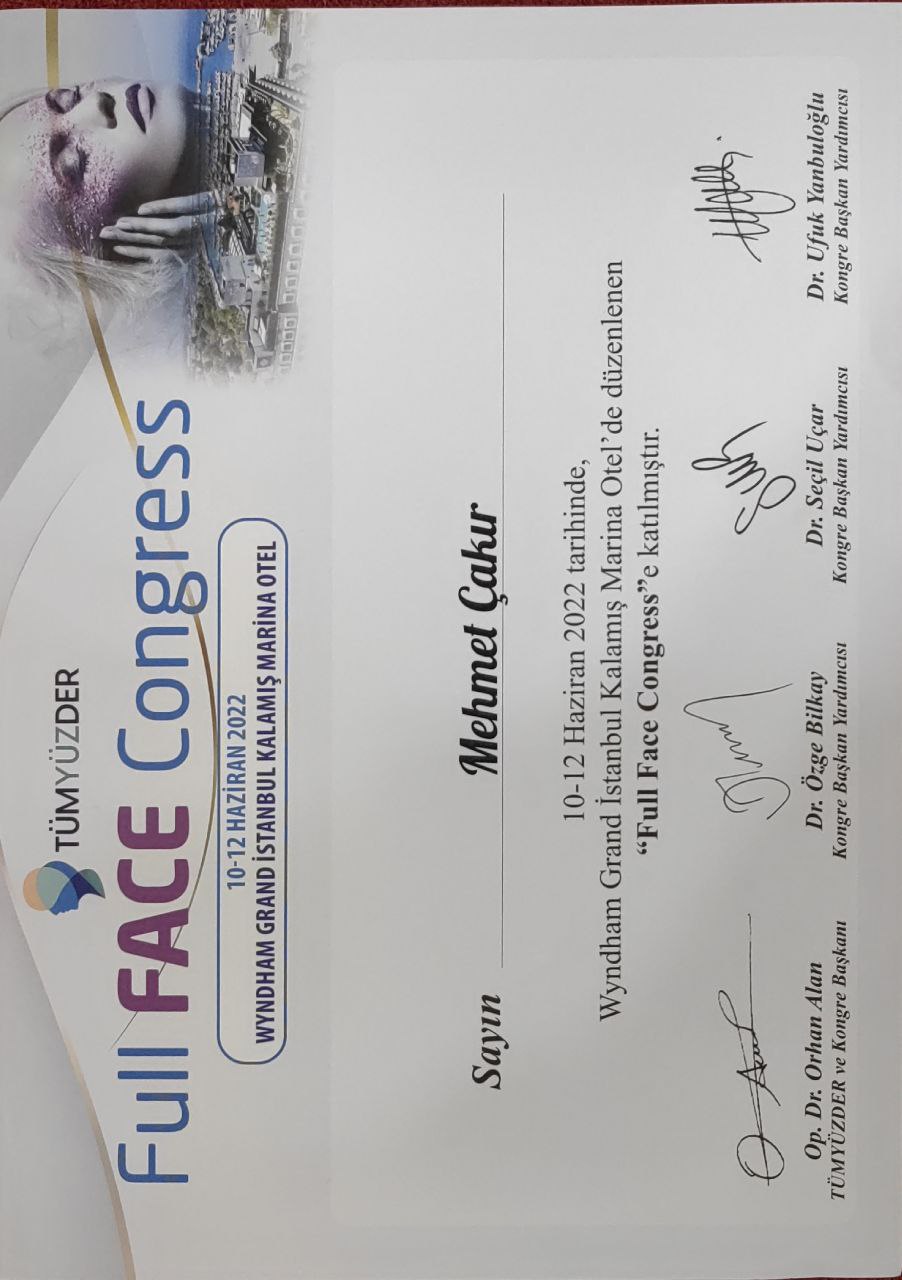 TÜMYÜZDER
Full FACE Congress
10-12 HAZİRAN 2022
WYNDHAM GRAND İSTANBUL KALAMIŞ MARİNA OTEL
Sayın Mehmet Çakır
10-12 Haziran 2022 tarihinde,
Wyndham Grand İstanbul Kalamış Marina Otel’de düzenlenen
“Full Face Congress”e katılmıştır.
Op. Dr. Orhan Alan
TÜMYÜZDER ve Kongre Başkanı
Dr. Özge Bilkay
Kongre Başkan Yardımcısı
Dr. Seçil Uçar
Kongre Başkan Yardımcısı
Dr. Ufuk Yanbuloğlu
Kongre Başkan Yardımcısı